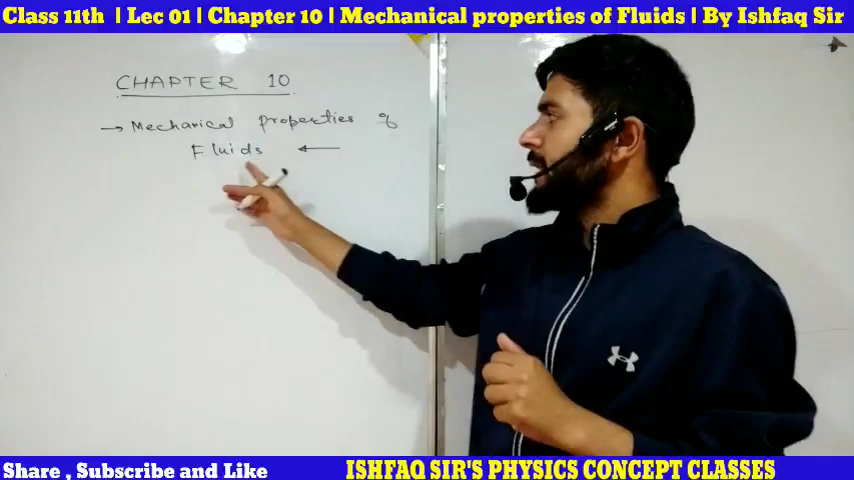 Class 11th | Lec 01 | Chapter 10 | Mechanical properties of Fluids | By Ishfaq Sir
CHAPTER 10
→ Mechanical properties of
Fluids ←
Share , Subscribe and Like
ISHFAQ SIR'S PHYSICS CONCEPT CLASSES